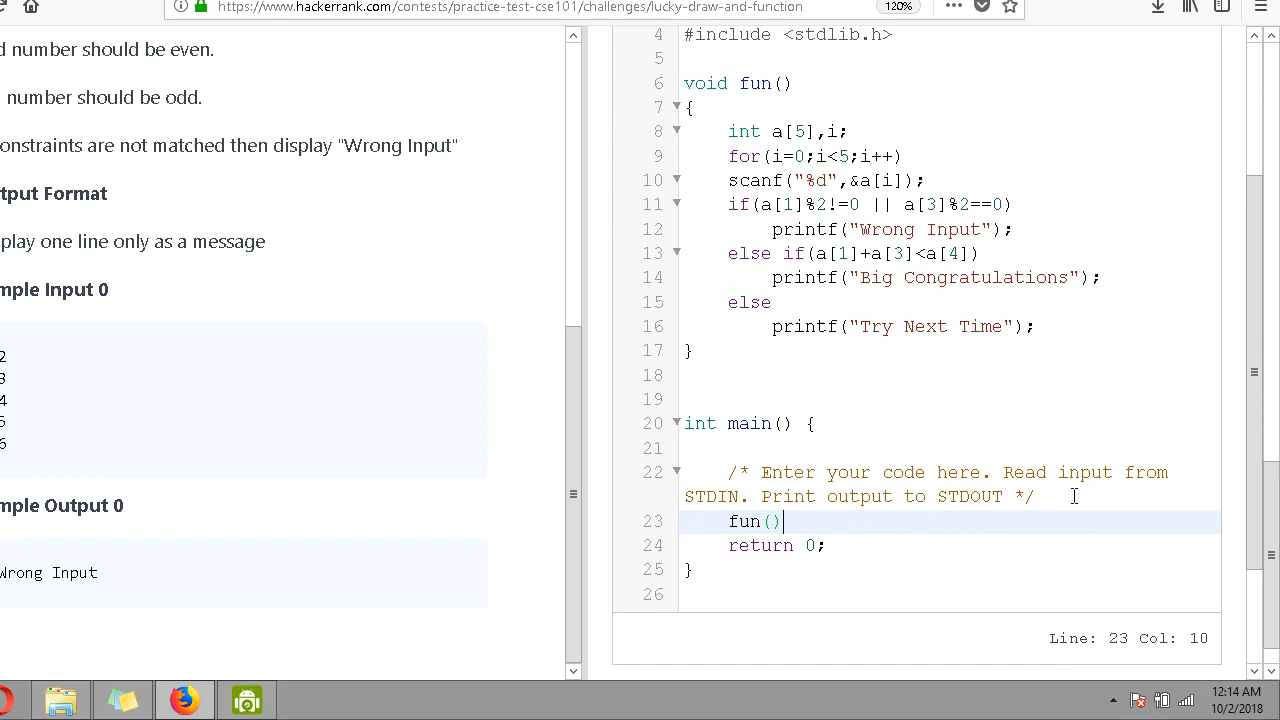 https://www.hackerrank.com/contests/practice-test-cse101/challenges/lucky-draw-and-function
120%
d number should be even.
number should be odd.
onstraints are not matched then display "Wrong Input"
tput Format
play one line only as a message
mple Input 0
2
3
4
5
6
mple Output 0
Wrong Input
4 #include <stdlib.h>
5
6 void fun()
7 {
8 int a[5],i;
9 for(i=0;i<5;i++)
10 scanf("%d",&a[i]);
11 if(a[1]%2!=0 || a[3]%2==0)
12 printf("Wrong Input");
13 else if(a[1]+a[3]<a[4])
14 printf("Big Congratulations");
15 else
16 printf("Try Next Time");
17 }
18
19
20 int main() {
21
22 /* Enter your code here. Read input from
STDIN. Print output to STDOUT */
23 fun()
24 return 0;
25 }
26
Line: 23 Col: 10
12:14 AM
10/2/2018